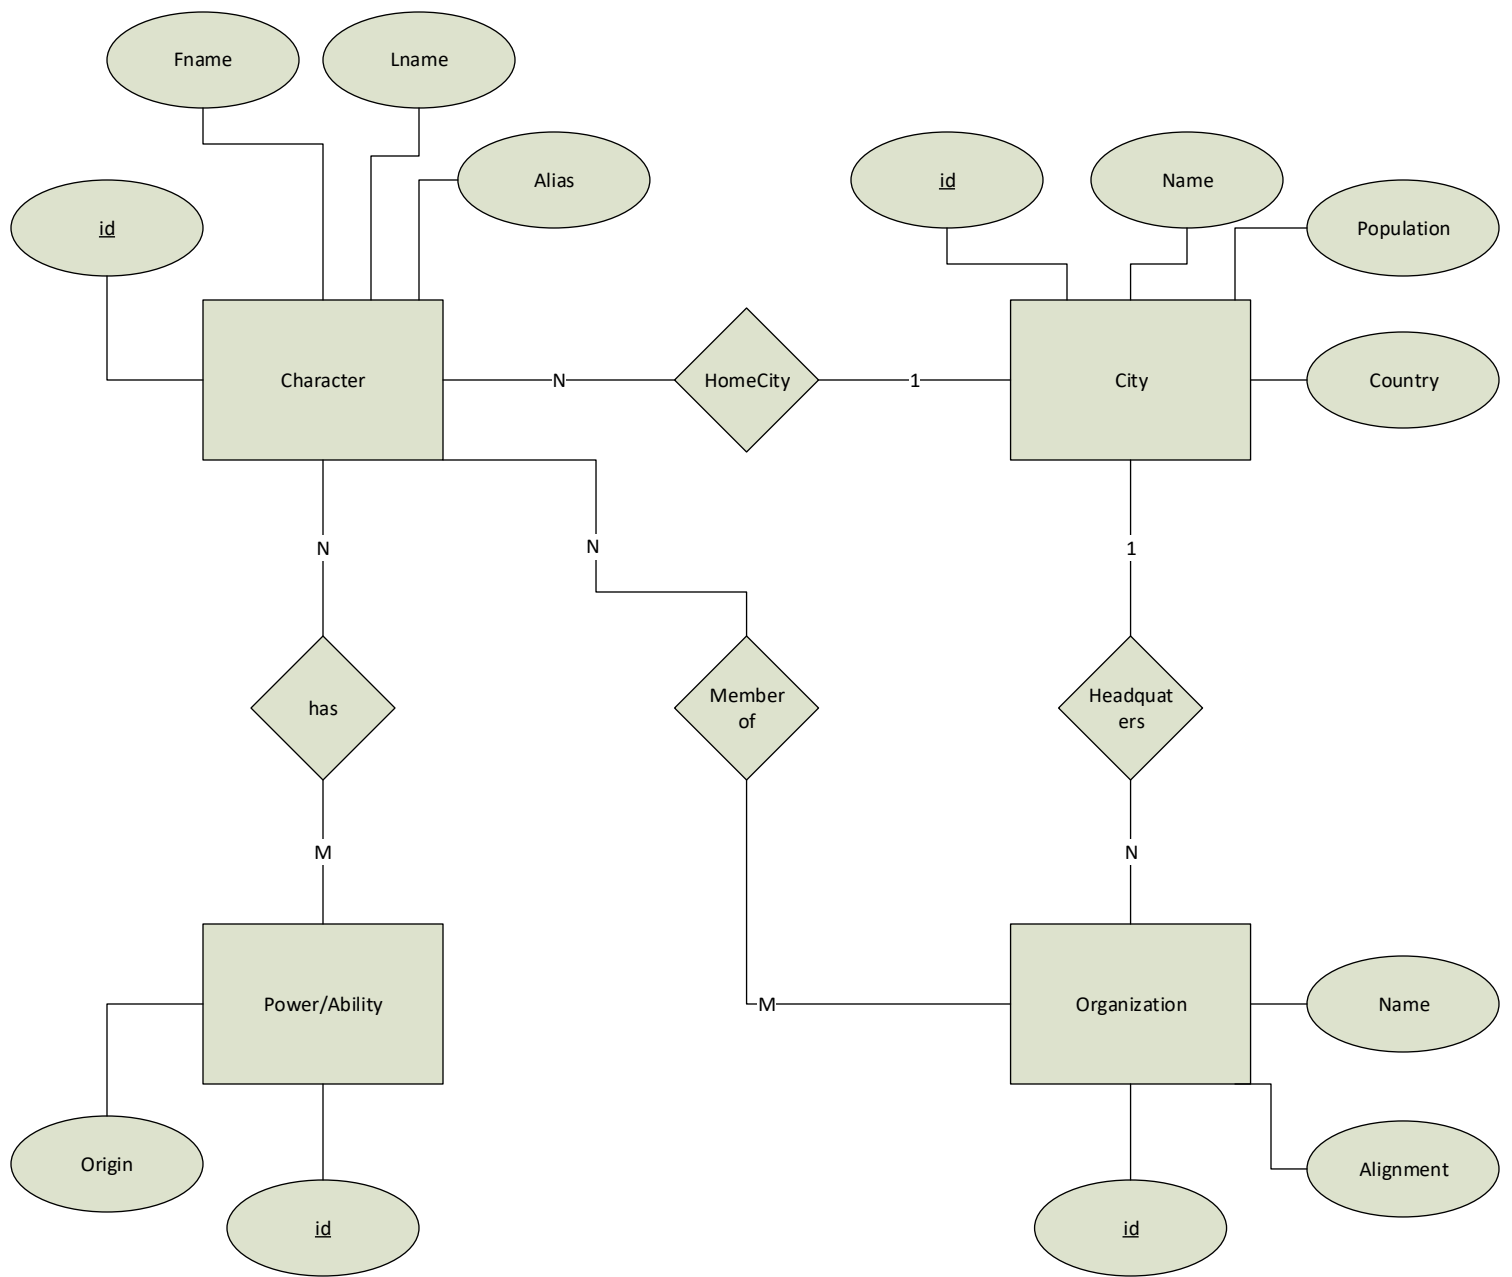 Fname
Lname
Alias
id
id
Name
Population
Character
N
HomeCity
1
City
Country
N
N
1
has
Member
of
Headquat
ers
M
N
Power/Ability
M
Organization
Name
Origin
id
id
Alignment